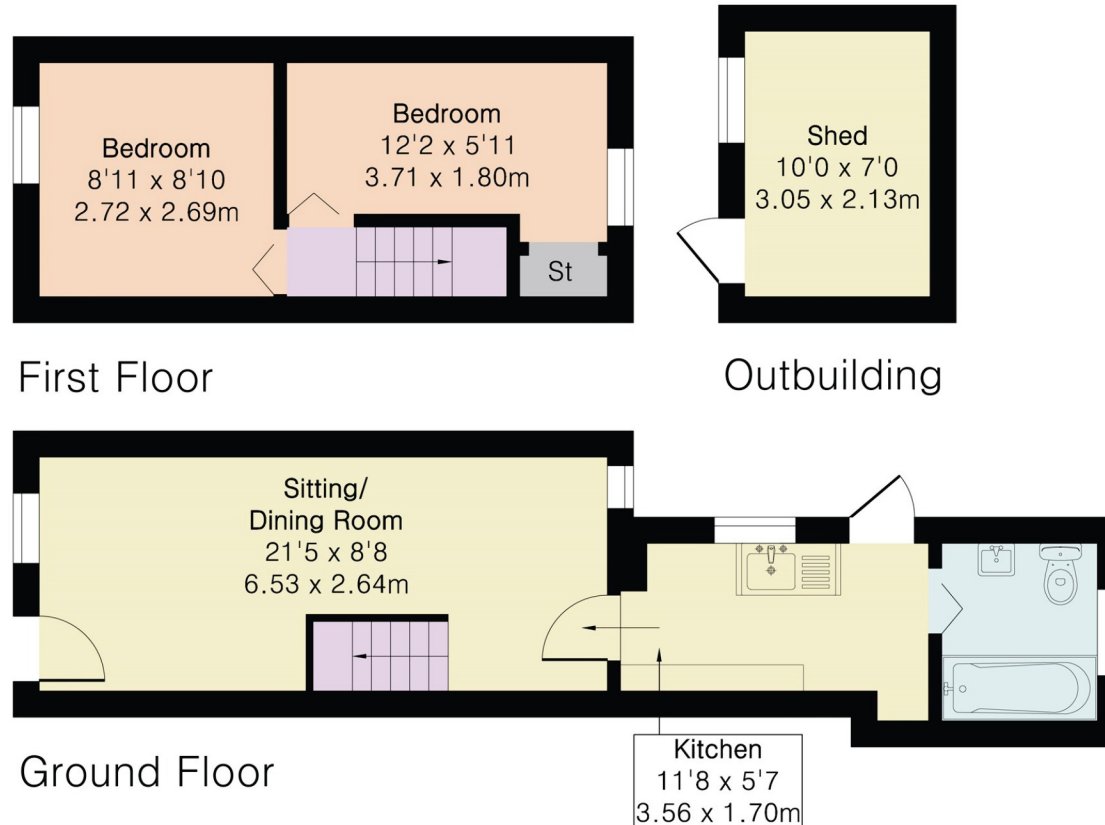 Bedroom
8'11 x 8'10
2.72 x 2.69m
Bedroom
12'2 x 5'11
3.71 x 1.80m
St
First Floor
Shed
10'0 x 7'0
3.05 x 2.13m
Outbuilding
Sitting/
Dining Room
21'5 x 8'8
6.53 x 2.64m
Kitchen
11'8 x 5'7
3.56 x 1.70m
Ground Floor